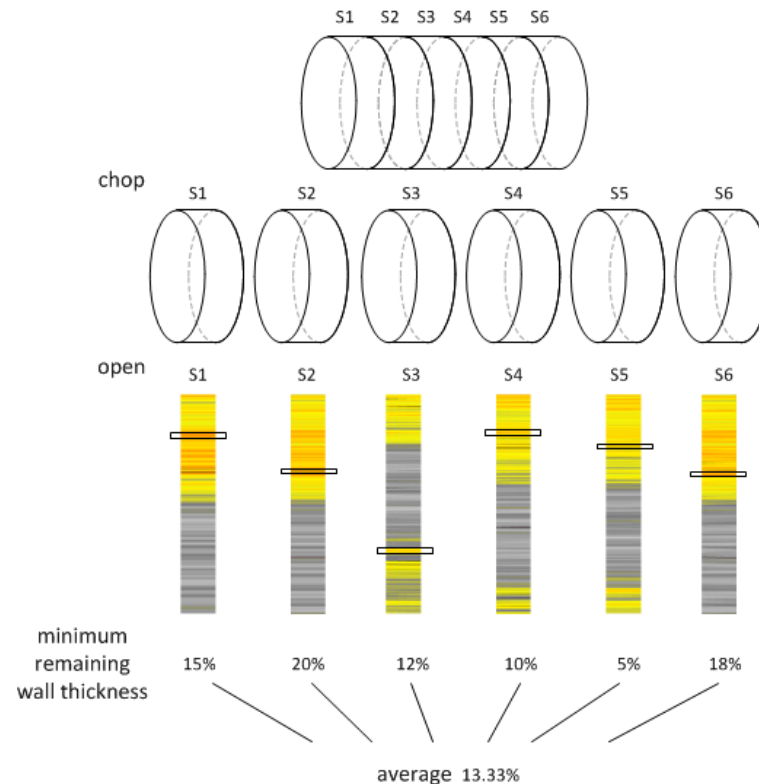 S1 S2 S3 S4 S5 S6
chop
S1 S2 S3 S4 S5 S6
open
S1 S2 S3 S4 S5 S6
minimum
remaining
wall thickness
15% 20% 12% 10% 5% 18%
average 13.33%